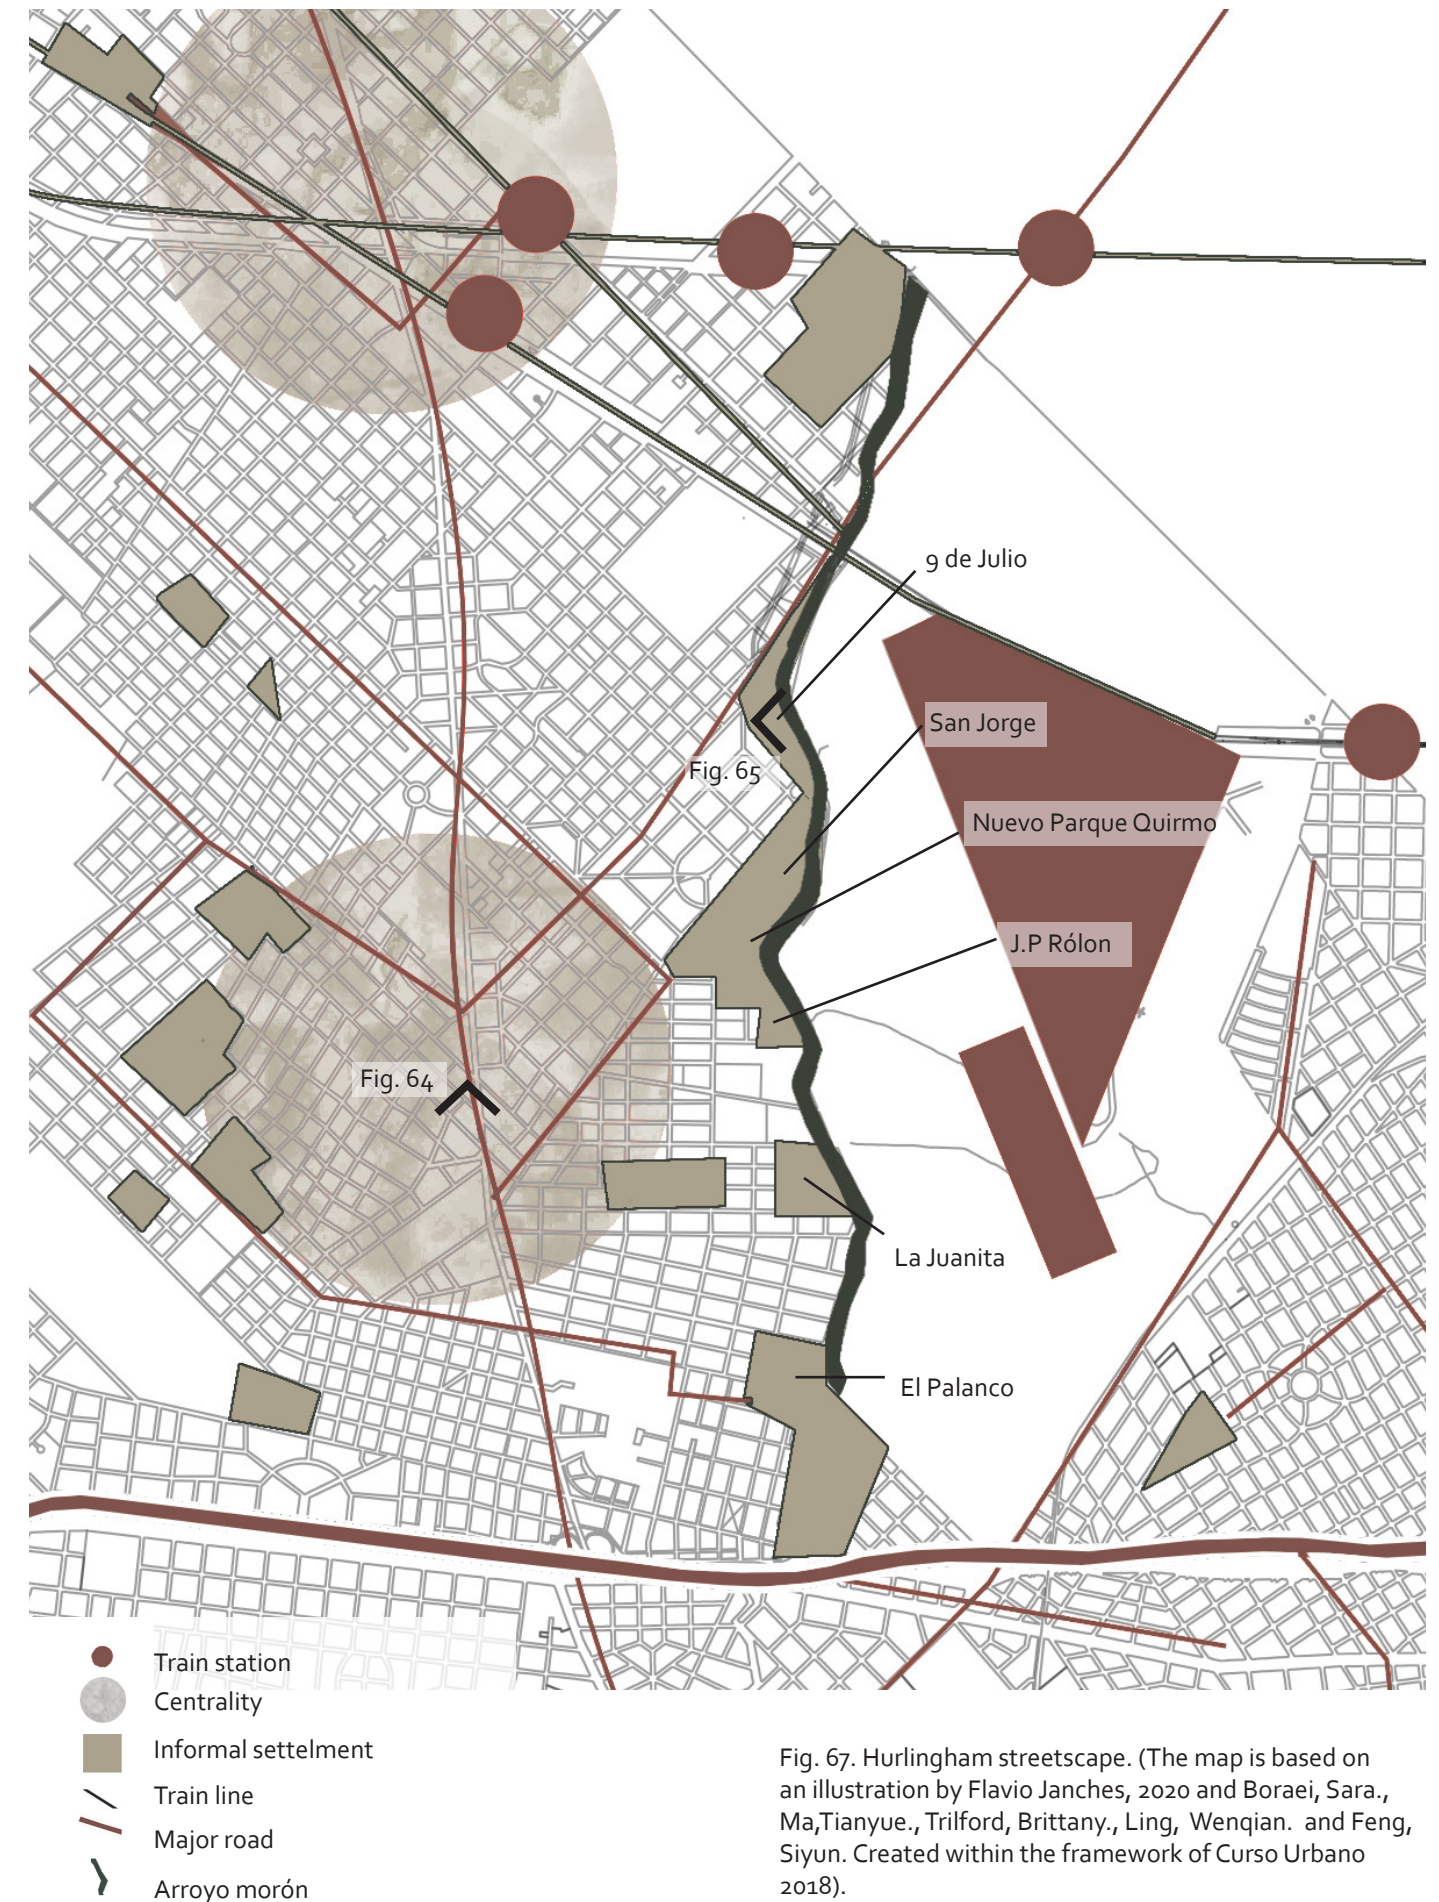 9 de Julio
San Jorge
Fig. 65
Nuevo Parque Quirmo
J.P Rólon
Fig. 64
La Juanita
El Palanco
Train station
Centrality
Informal settelment
Train line
Major road
Arroyo morón
Fig. 67. Hurlingham streetscape. (The map is based on
an illustration by Flavio Janches, 2020 and Boraei, Sara.,
Ma,Tianyue., Trilford, Brittany., Ling, Wenqian. and Feng,
Siyun. Created within the framework of Curso Urbano
2018).